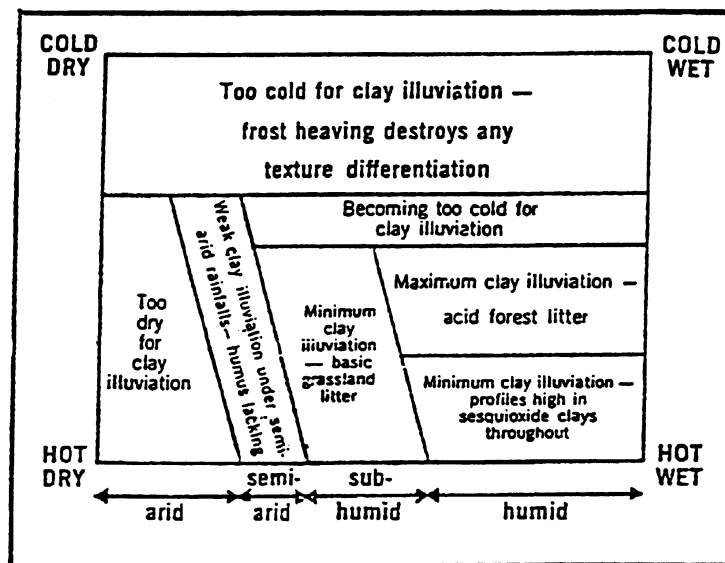 COLD
DRY
COLD
WET
Too cold for clay illuviation —
frost heaving destroys any
texture differentiation
Becoming too cold for
clay illuviation
Weak clay illuviation under semi-
arid rainfalls — humus lacking
Too
dry
for
clay
illuviation
Minimum
clay
illuviation
— basic
grassland
litter
Maximum clay illuviation —
acid forest litter
Minimum clay illuviation —
profiles high in
sesquioxide clays
throughout
HOT
DRY
HOT
WET
arid
semi-
arid
sub-
humid
humid